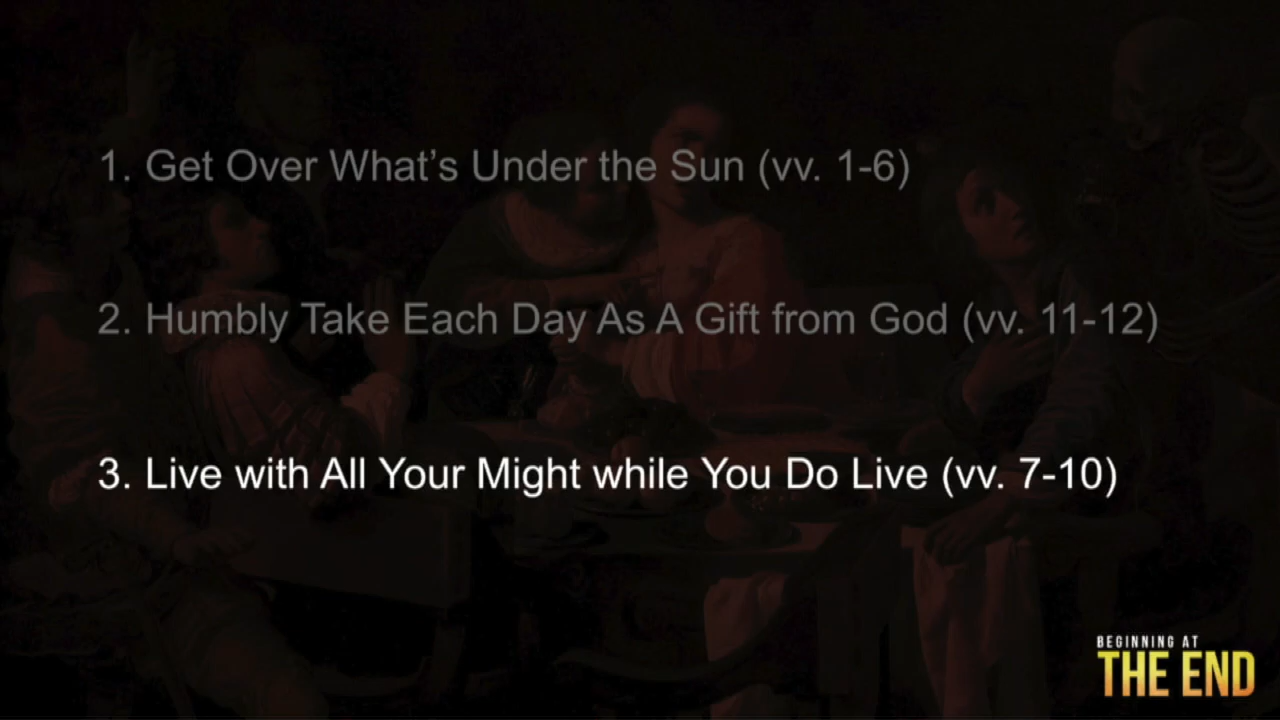 1. Get Over What’s Under the Sun (vv. 1-6)
2. Humbly Take Each Day As A Gift from God (vv. 11-12)
3. Live with All Your Might while You Do Live (vv. 7-10)
BEGINNING AT
THE END